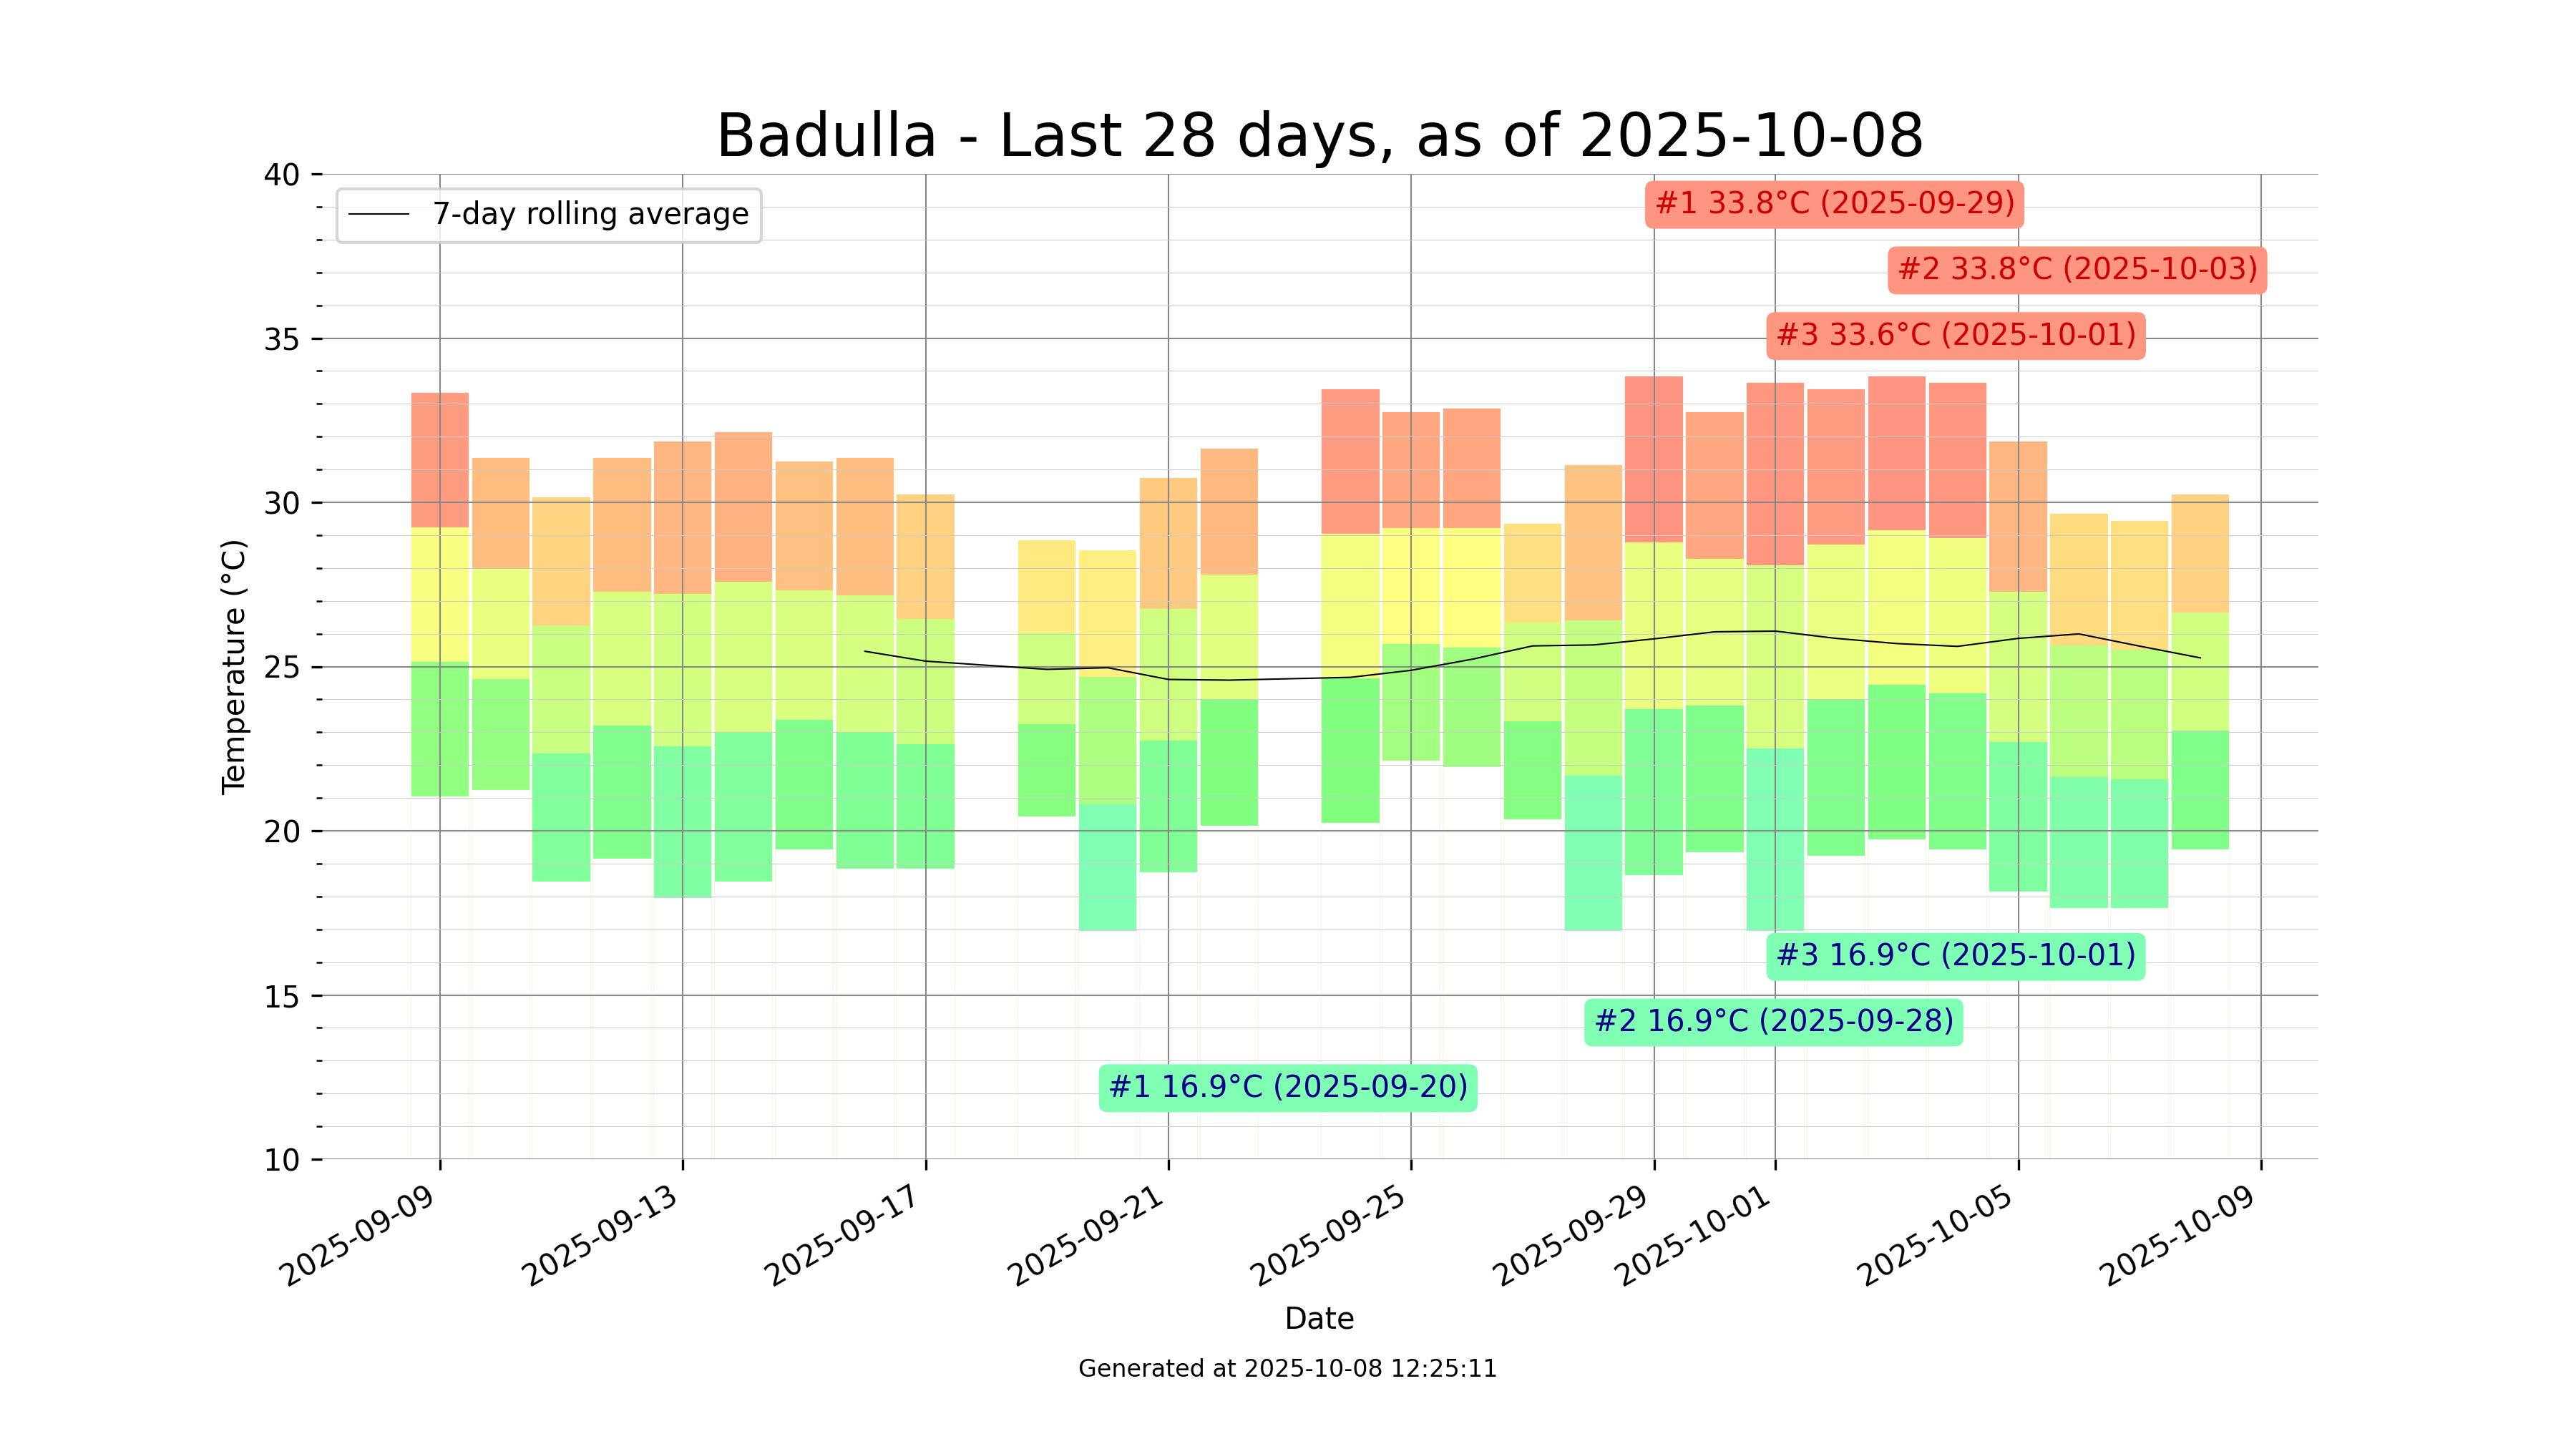 Badulla - Last 28 days, as of 2025-10-08
7-day rolling average
#1 33.8°C (2025-09-29)
#2 33.8°C (2025-10-03)
#3 33.6°C (2025-10-01)
40
35
30
25
20
15
10
Temperature (°C)
#3 16.9°C (2025-10-01)
#2 16.9°C (2025-09-28)
#1 16.9°C (2025-09-20)
2025-09-09
2025-09-13
2025-09-17
2025-09-21
2025-09-25
2025-09-29
2025-10-01
2025-10-05
2025-10-09
Date
Generated at 2025-10-08 12:25:11